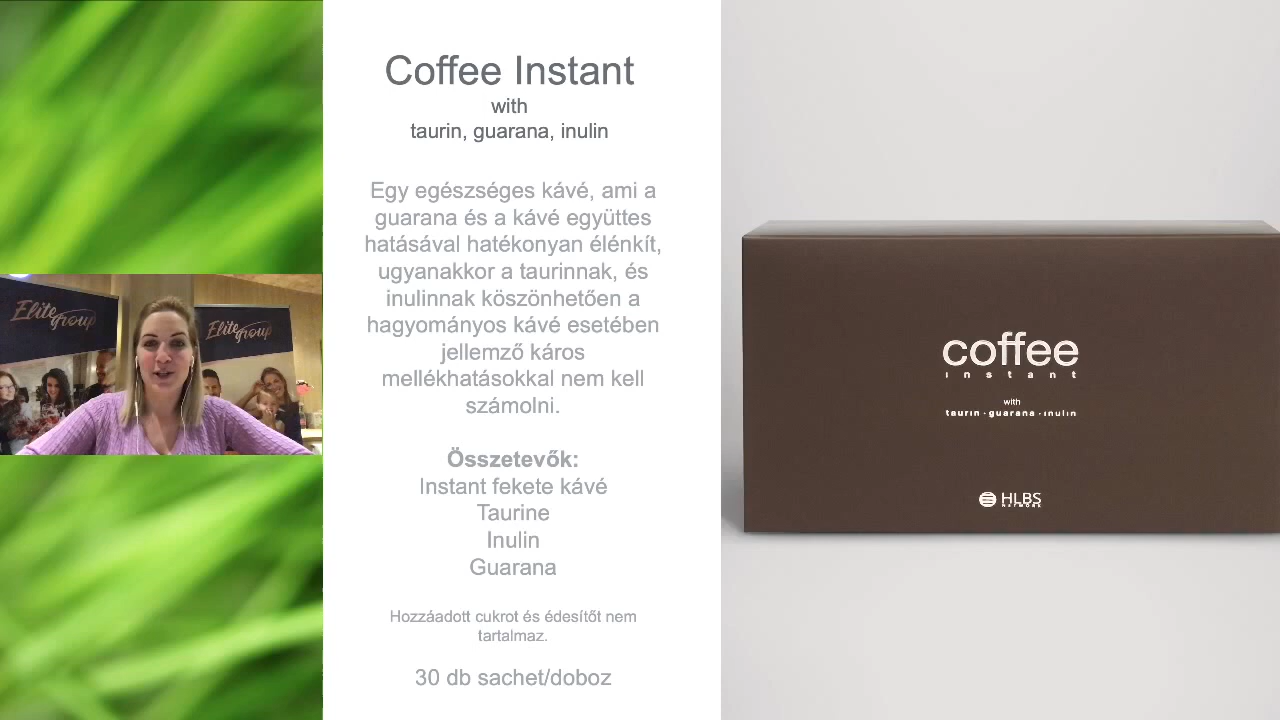 Coffee Instant
with
taurin, guarana, inulin
Egy egészséges kávé, ami a
guarana és a kávé együttes
hatásával hatékonyan élénkít,
ugyanakkor a taurinnak, és
inulinnak köszönhetően a
hagyományos kávé esetében
jellemző káros
mellékhatásokkal nem kell
számolni.
Összetevők:
Instant fekete kávé
Taurine
Inulin
Guarana
Hozzáadott cukrot és édesítőt nem
tartalmaz.
30 db sachet/doboz
Elite group
Elite group
coffee
instant
with
taurin · guarana · inulin
HLBS
NETWORK